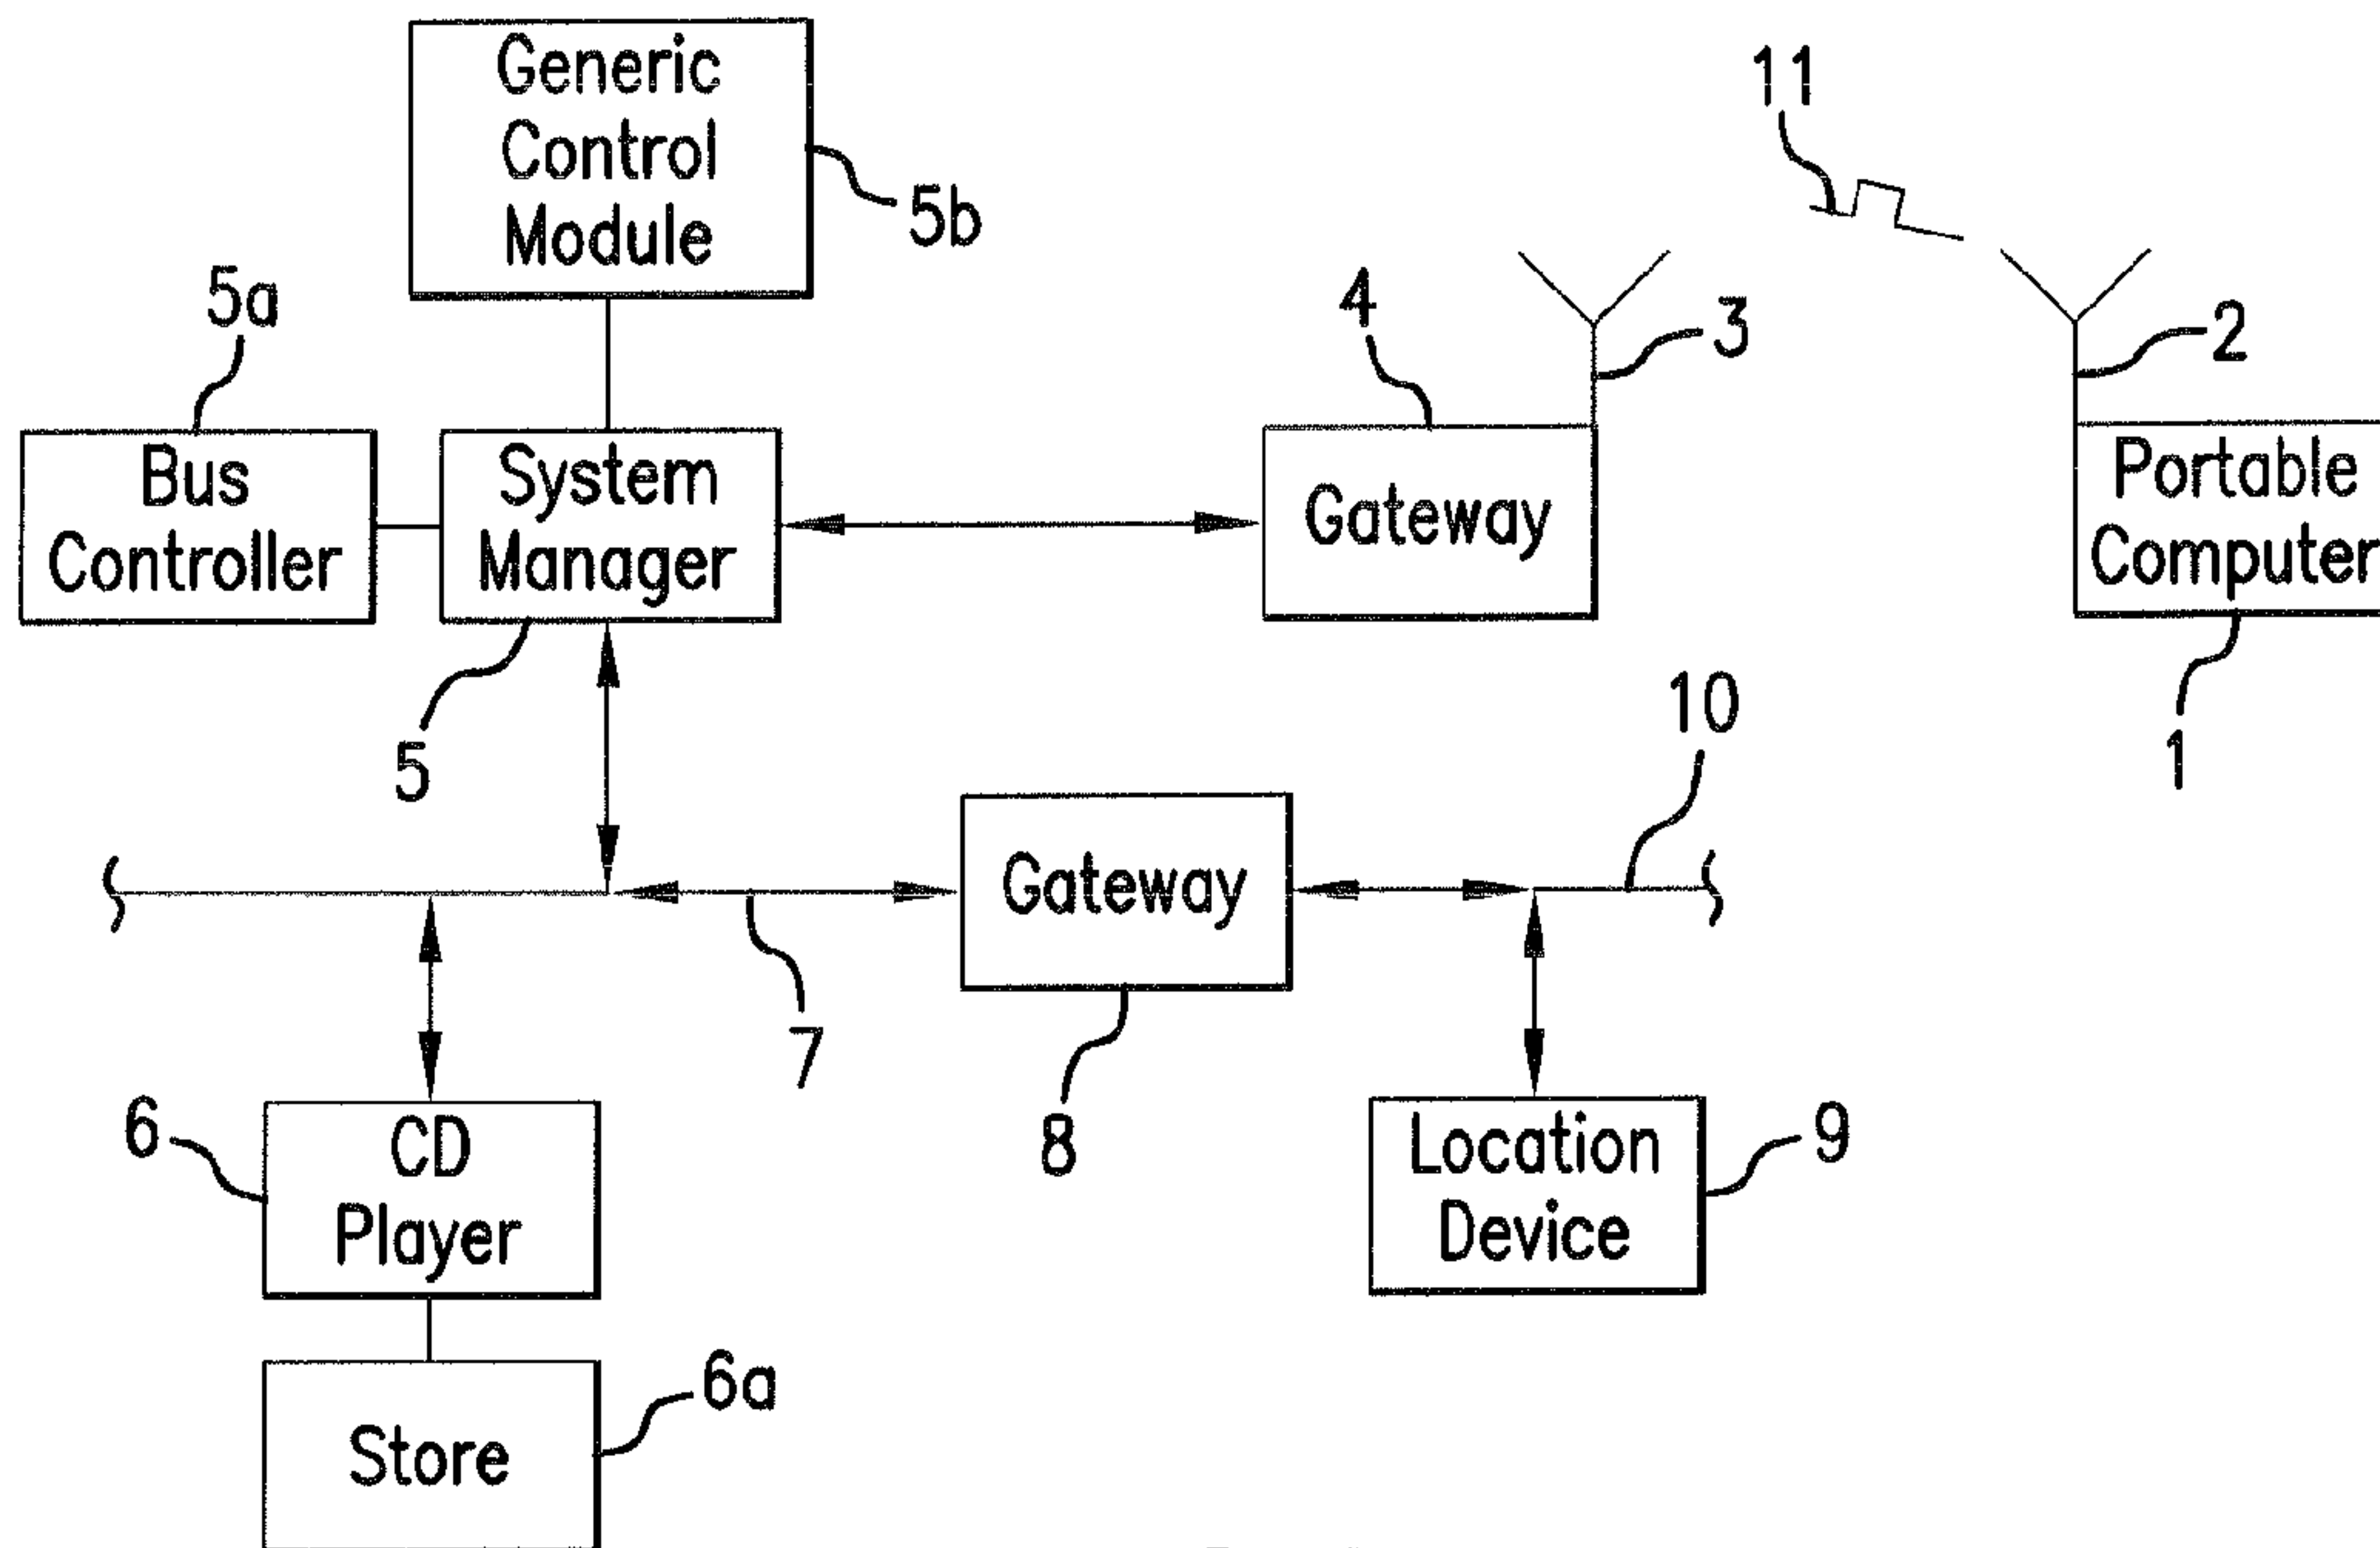 Generic
Control
Module
5b
11
5a
4
3
2
Bus
Controller
System
Manager
Gateway
Portable
Computer
5
10
1
Gateway
7
8
6
CD
Player
Location
Device
9
6a
Store